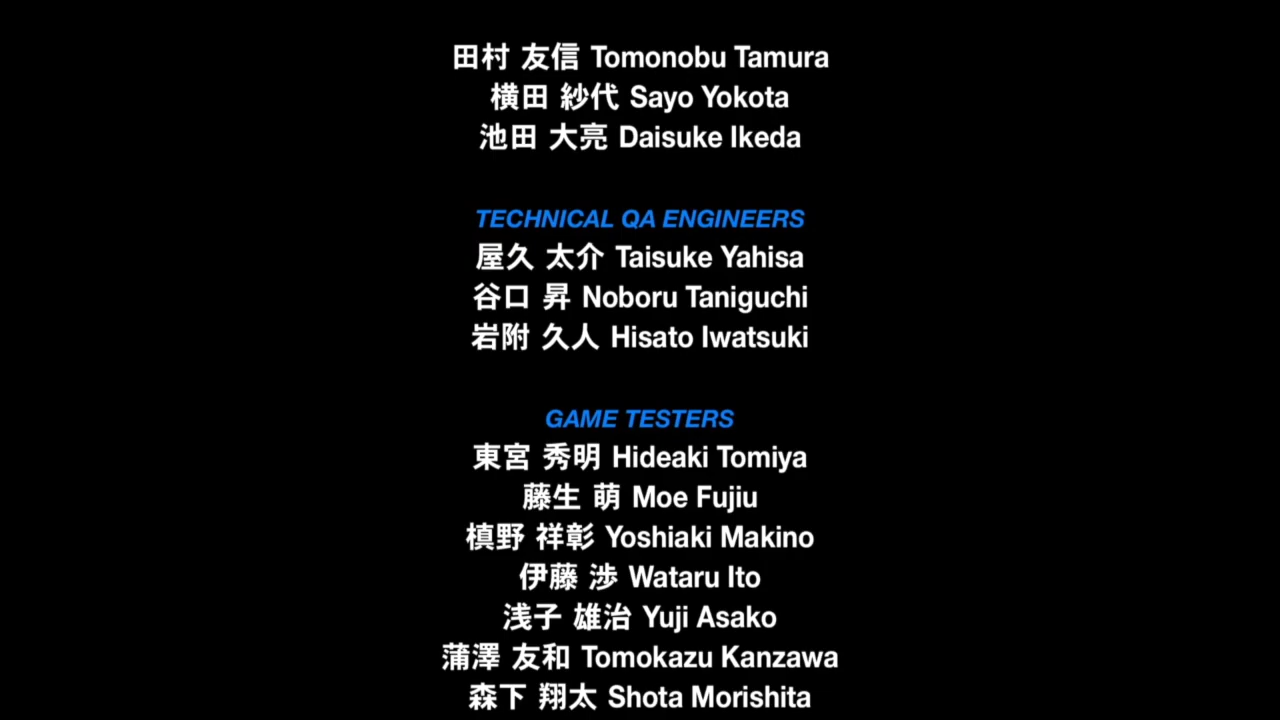 田村 友信 Tomonobu Tamura
横田 紗代 Sayo Yokota
池田 大亮 Daisuke Ikeda
TECHNICAL QA ENGINEERS
屋久 太介 Taisuke Yahisa
谷口 昇 Noboru Taniguchi
岩附 久人 Hisato Iwatsuki
GAME TESTERS
東宮 秀明 Hideaki Tomiya
藤生 萌 Moe Fujiu
槙野 祥彰 Yoshiaki Makino
伊藤 渉 Wataru Ito
浅子 雄治 Yuji Asako
蒲澤 友和 Tomokazu Kanzawa
森下 翔太 Shota Morishita